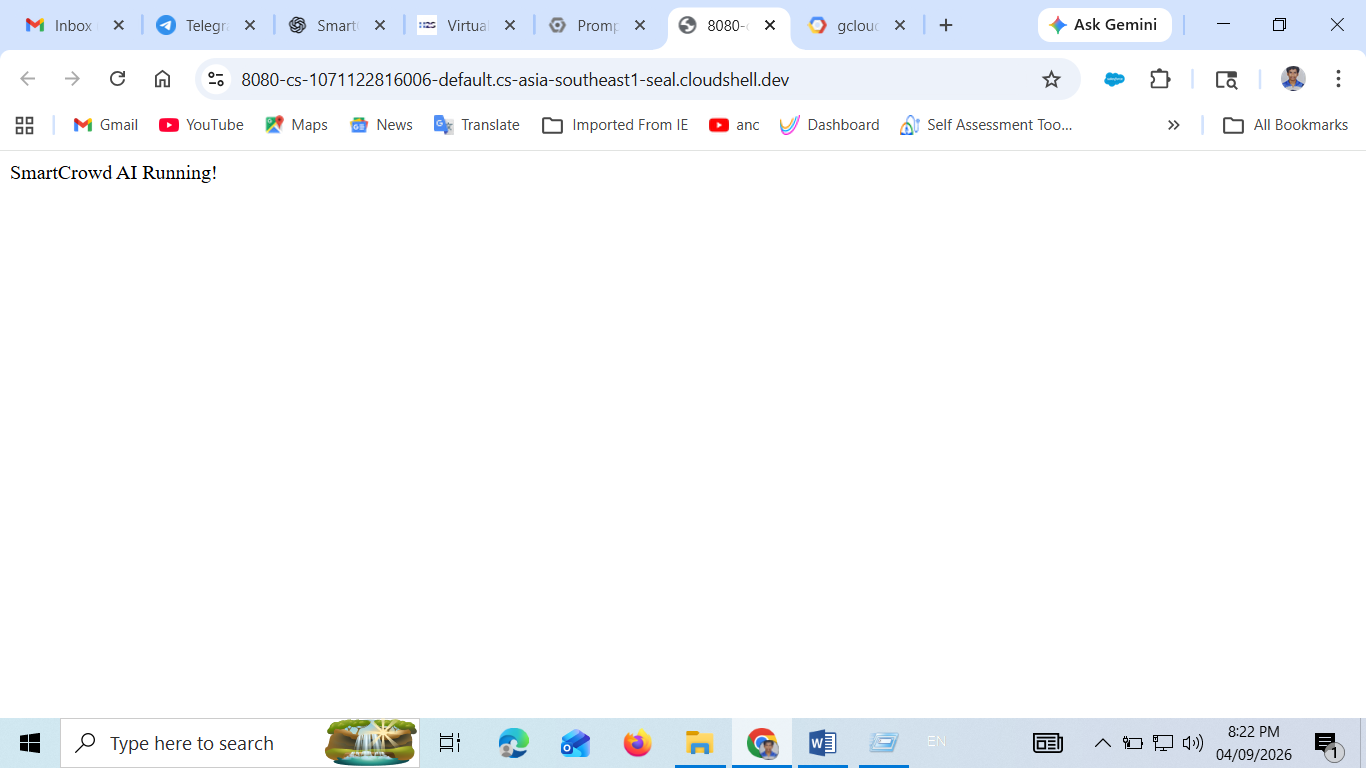 Inbox
Telegra
Smart
Virtual
Promp
8080-
gcloud
Ask Gemini
8080-cs-1071122816006-default.cs-asia-southeast1-seal.cloudshell.dev
Gmail
YouTube
Maps
News
Translate
Imported From IE
anc
Dashboard
Self Assessment Too...
All Bookmarks
SmartCrowd AI Running!
Type here to search
EN
8:22 PM
04/09/2026
1